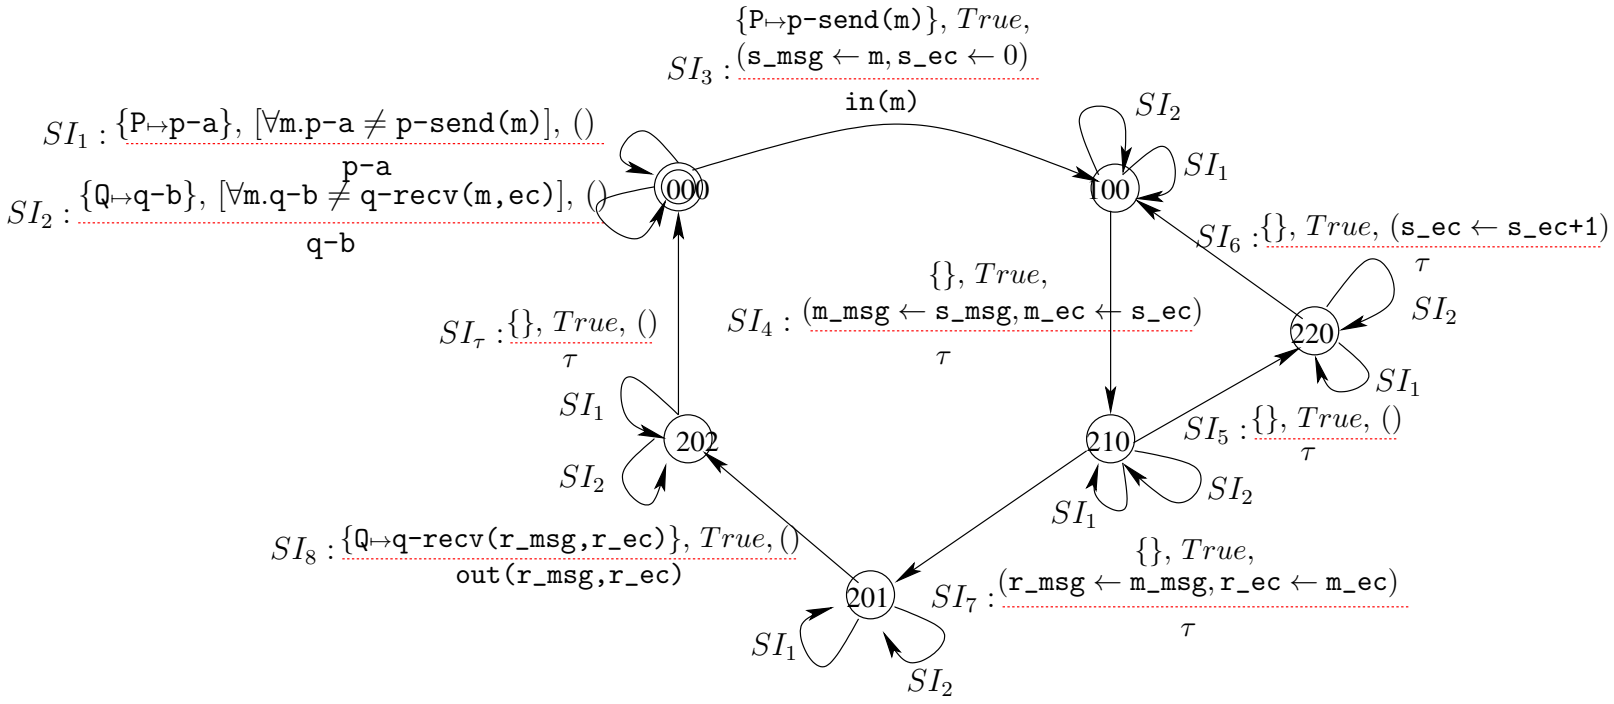 {P↦p-send(m)}, True,
SI₃ : (s_msg ← m, s_ec ← 0)
in(m)
SI₁ : {P↦p-a}, [∀m.p-a ≠ p-send(m)], ()
p-a
SI₂ : {Q↦q-b}, [∀m.q-b ≠ q-recv(m,ec)], ()
q-b
000
100
SI₂
SI₁
SI₆ : {}, True, (s_ec ← s_ec+1)
τ
{}, True,
SI₄ : (m_msg ← s_msg, m_ec ← s_ec)
τ
SIτ : {}, True, ()
τ
220
SI₂
SI₁
SI₅ : {}, True, ()
τ
SI₁
202
SI₂
210
SI₂
SI₁
SI₈ : {Q↦q-recv(r_msg,r_ec)}, True, ()
out(r_msg,r_ec)
{}, True,
SI₇ : (r_msg ← m_msg, r_ec ← m_ec)
τ
201
SI₁
SI₂